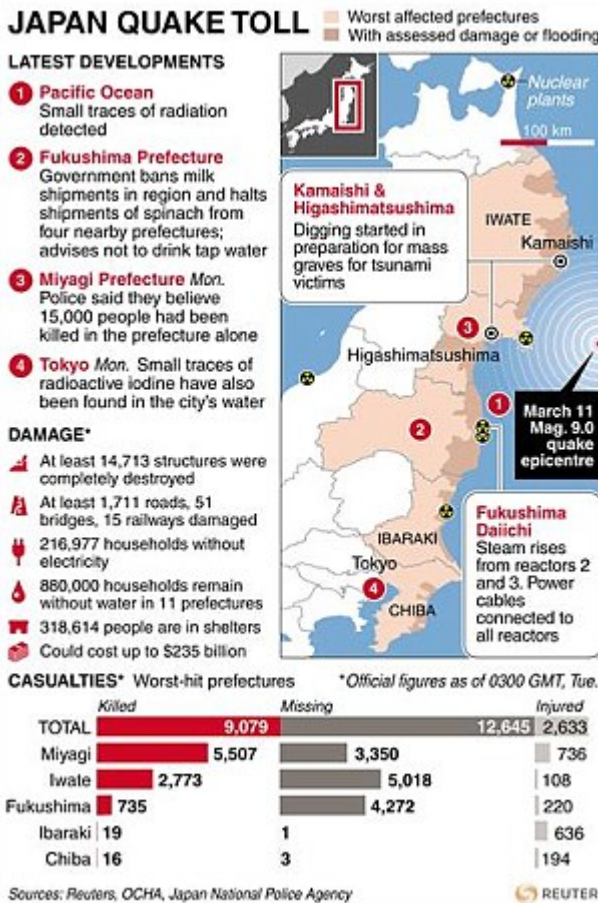 JAPAN QUAKE TOLL
Worst affected prefectures
With assessed damage or flooding
LATEST DEVELOPMENTS
1 Pacific Ocean
Small traces of radiation
detected
2 Fukushima Prefecture
Government bans milk
shipments in region and halts
shipments of spinach from
four nearby prefectures;
advises not to drink tap water
3 Miyagi Prefecture Mon.
Police said they believe
15,000 people had been
killed in the prefecture alone
4 Tokyo Mon. Small traces of
radioactive iodine have also
been found in the city's water
DAMAGE*
At least 14,713 structures were
completely destroyed
At least 1,711 roads, 51
bridges, 15 railways damaged
216,977 households without
electricity
880,000 households remain
without water in 11 prefectures
318,614 people are in shelters
Could cost up to $235 billion
Nuclear
plants
100 km
Kamaishi &
Higashimatsushima
Digging started in
preparation for mass
graves for tsunami
victims
IWATE
Kamaishi
3
Higashimatsushima
1
2
March 11
Mag. 9.0
quake
epicentre
Fukushima
Daiichi
Steam rises
from reactors 2
and 3. Power
cables
connected to
all reactors
IBARAKI
Tokyo
4
CHIBA
CASUALTIES* Worst-hit prefectures *Official figures as of 0300 GMT, Tue.
Killed Missing Injured
TOTAL 9,079 12,645 2,633
Miyagi 5,507 3,350 736
Iwate 2,773 5,018 108
Fukushima 735 4,272 220
Ibaraki 19 1 636
Chiba 16 3 194
Sources: Reuters, OCHA, Japan National Police Agency
REUTER